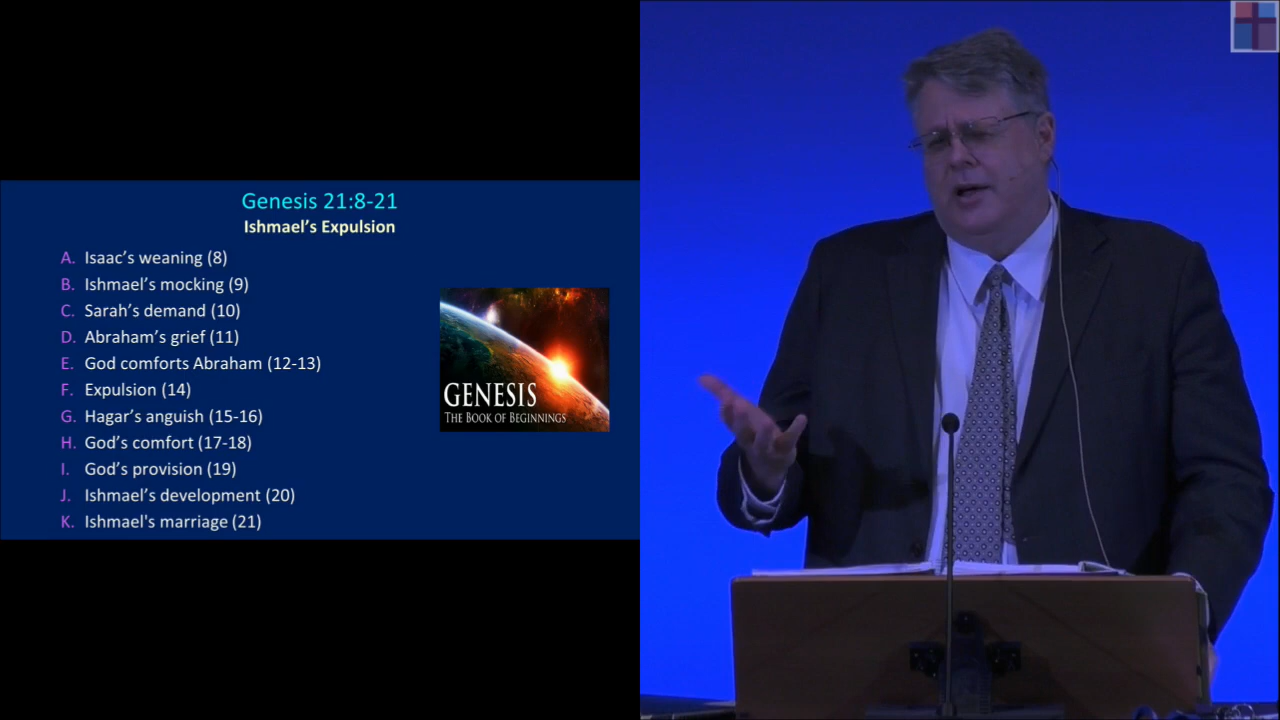 Genesis 21:8-21
Ishmael’s Expulsion
A. Isaac’s weaning (8)
B. Ishmael’s mocking (9)
C. Sarah’s demand (10)
D. Abraham’s grief (11)
E. God comforts Abraham (12-13)
F. Expulsion (14)
G. Hagar’s anguish (15-16)
H. God’s comfort (17-18)
I. God’s provision (19)
J. Ishmael’s development (20)
K. Ishmael's marriage (21)
GENESIS
THE BOOK OF BEGINNINGS